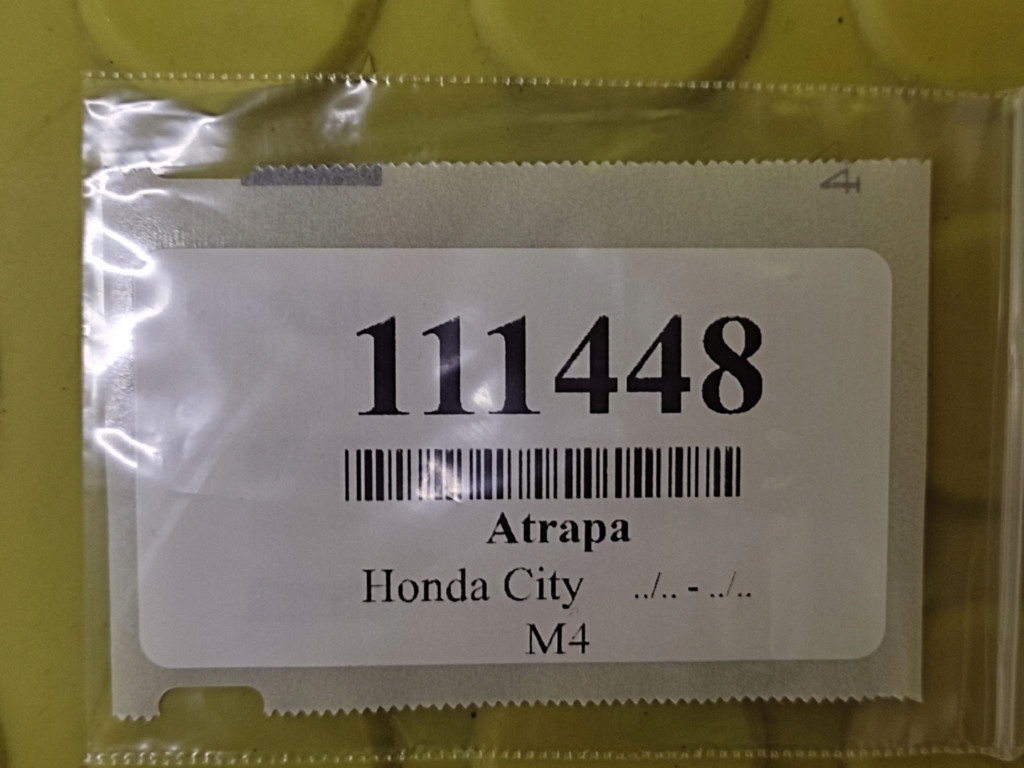 4
111448
Atrapa
Honda City ../.. - ../..
M4